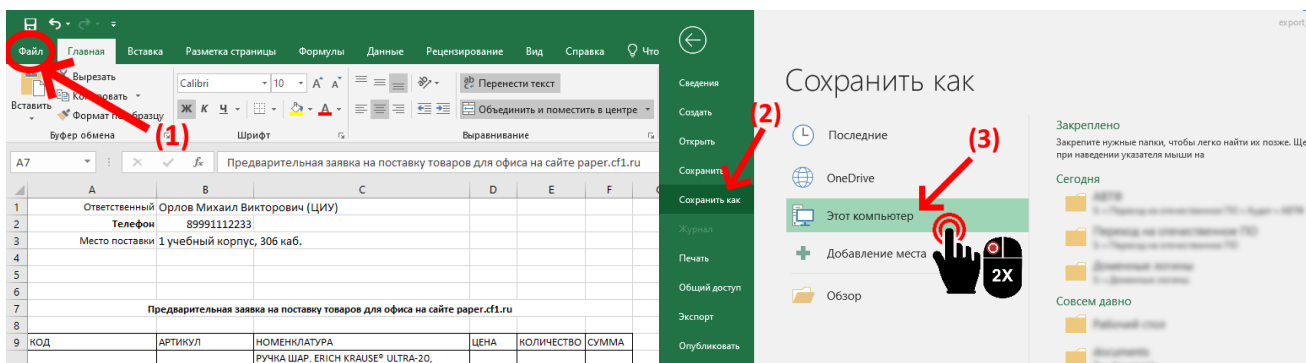 export
Файл Главная Вставка Разметка страницы Формулы Данные Рецензирование Вид Справка Что
Вставить
Вырезать
Копировать
Формат по образцу
Буфер обмена
Calibri 10
Ж К Ч
Шрифт
Перенести текст
Объединить и поместить в центре
Выравнивание
(1)
A7 fx Предварительная заявка на поставку товаров для офиса на сайте paper.cf1.ru
A B C D E F
1 Ответственный Орлов Михаил Викторович (ЦИУ)
2 Телефон 89991112233
3 Место поставки 1 учебный корпус, 306 каб.
4
5
6
7 Предварительная заявка на поставку товаров для офиса на сайте paper.cf1.ru
8
9 КОД АРТИКУЛ НОМЕНКЛАТУРА ЦЕНА КОЛИЧЕСТВО СУММА
РУЧКА ШАР. ERICH KRAUSE® ULTRA-20,
Сведения
Создать
Открыть
Сохранить
Сохранить как
Журнал
Печать
Общий доступ
Экспорт
Опубликовать
(2)
Сохранить как
Последние
OneDrive
Этот компьютер
Добавление места
Обзор
(3)
2X
Закреплено
Закрепите нужные папки, чтобы легко найти их позже. Ще
при наведении указателя мыши на
Сегодня
Совсем давно